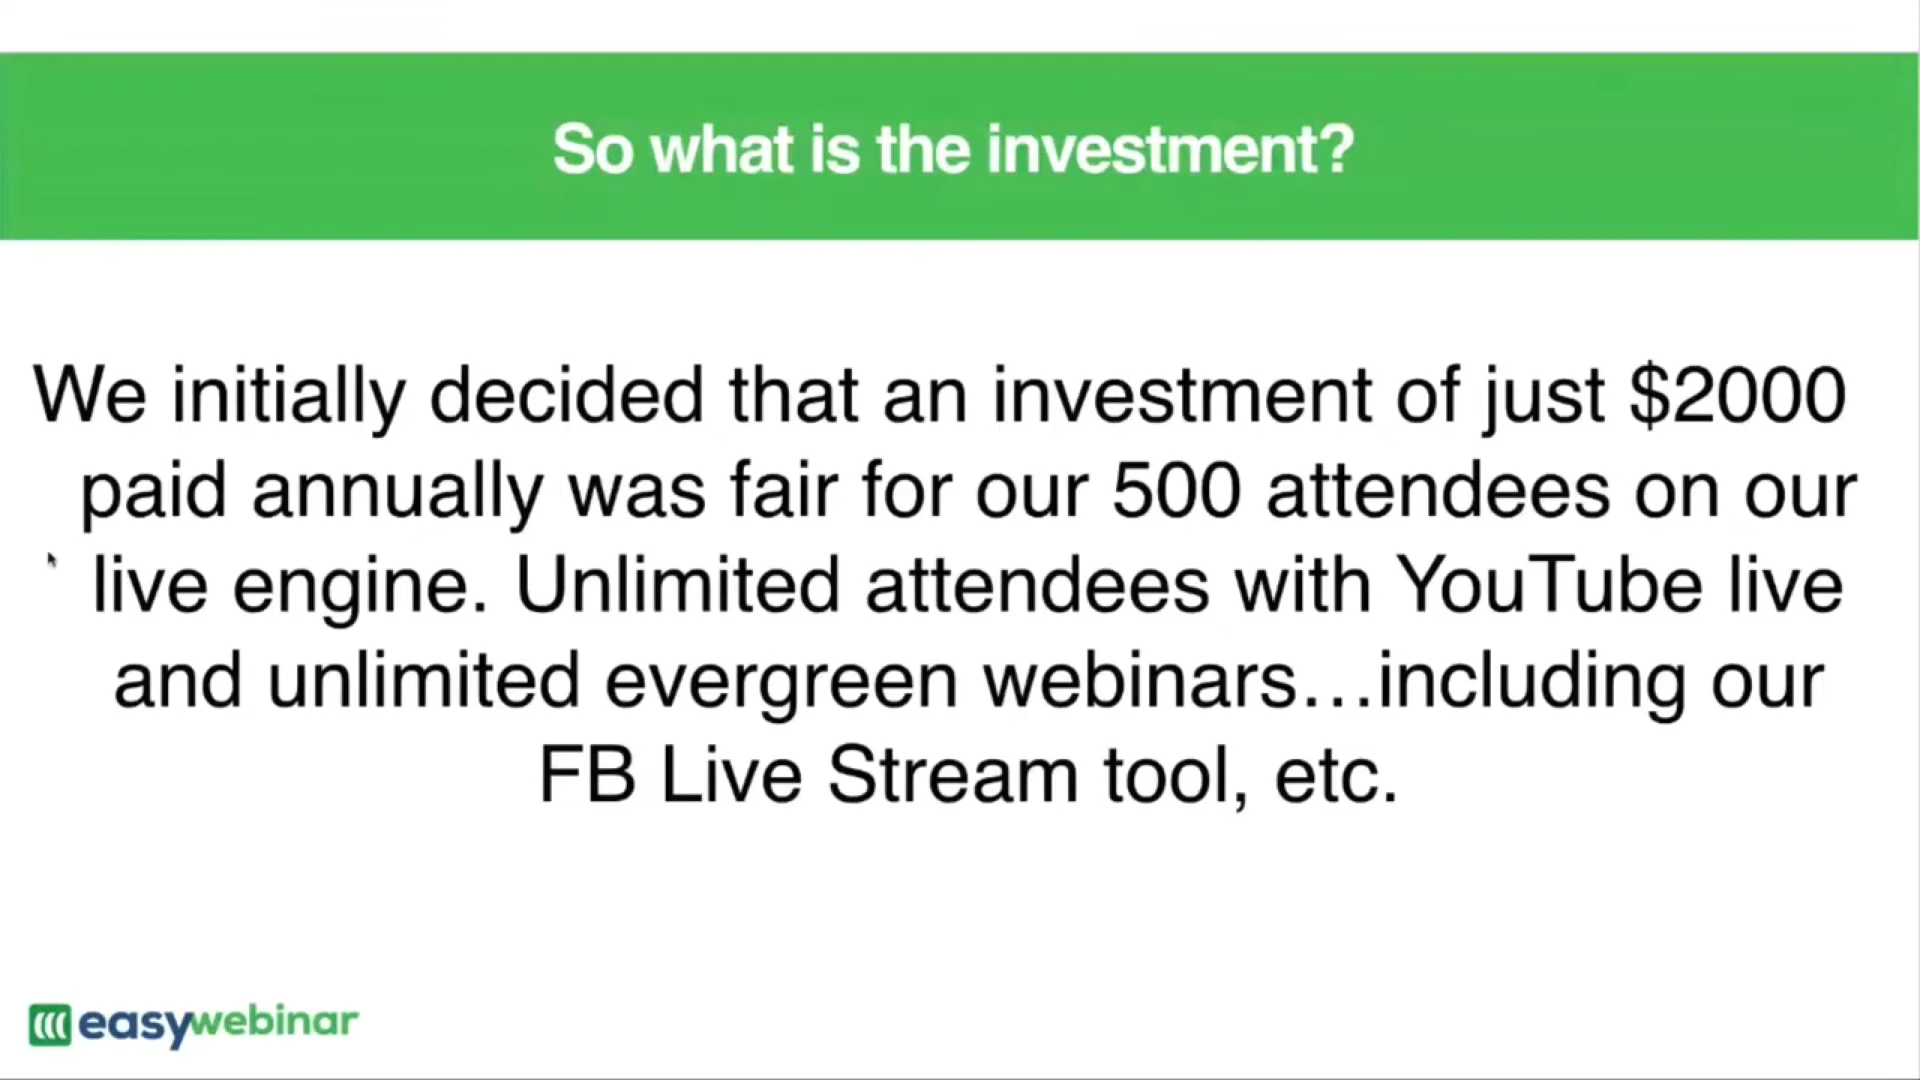 So what is the investment?
We initially decided that an investment of just $2000
paid annually was fair for our 500 attendees on our
live engine. Unlimited attendees with YouTube live
and unlimited evergreen webinars…including our
FB Live Stream tool, etc.
easywebinar